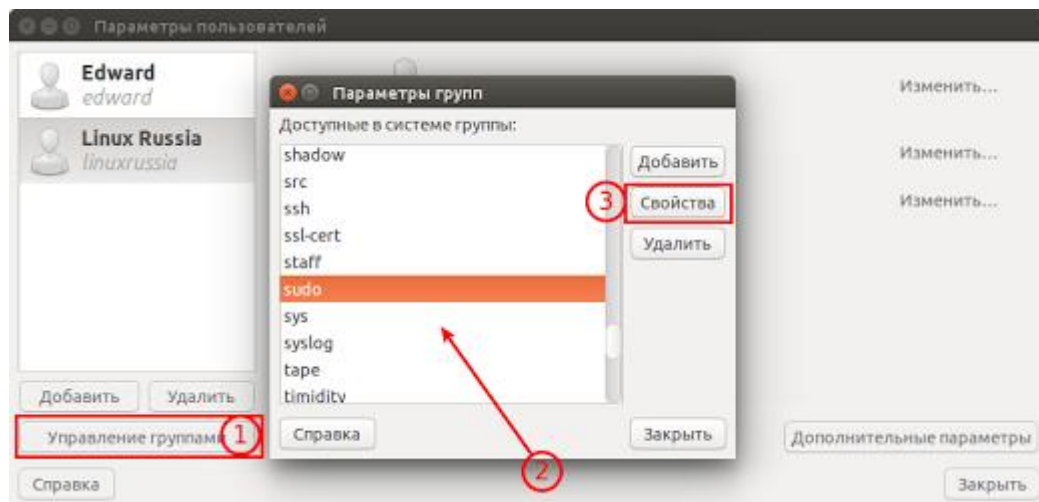 Параметры пользователей
Edward
edward
Linux Russia
linuxrussia
Изменить...
Изменить...
Изменить...
Параметры групп
Доступные в системе группы:
shadow
src
ssh
ssl-cert
staff
sudo
sys
syslog
tape
timidity
Добавить
3
Свойства
Удалить
Справка
Закрыть
2
Добавить
Удалить
Управление группами
1
Дополнительные параметры
Справка
Закрыть